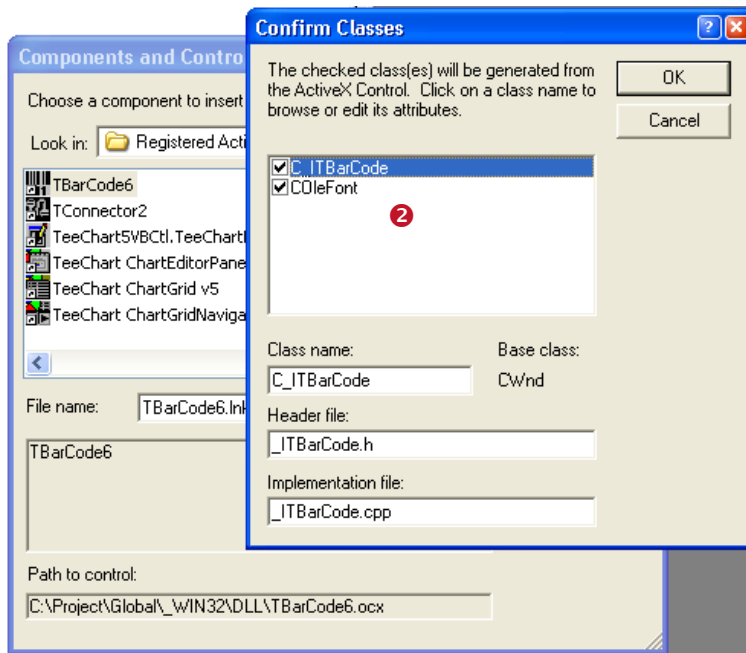 Components and Contro
Choose a component to insert
Look in:
Registered Acti
TBarCode6
TConnector2
TeeChart5VBCtl.TeeChart
TeeChart ChartEditorPane
TeeChart ChartGrid v5
TeeChart ChartGridNaviga
File name:
TBarCode6.lnk
TBarCode6
Path to control:
C:\Project\Global\_WIN32\DLL\TBarCode6.ocx
Confirm Classes
The checked class(es) will be generated from
the ActiveX Control. Click on a class name to
browse or edit its attributes.
OK
Cancel
C_ITBarCode
COleFont
2
Class name:
Base class:
C_ITBarCode
CWnd
Header file:
_ITBarCode.h
Implementation file:
_ITBarCode.cpp